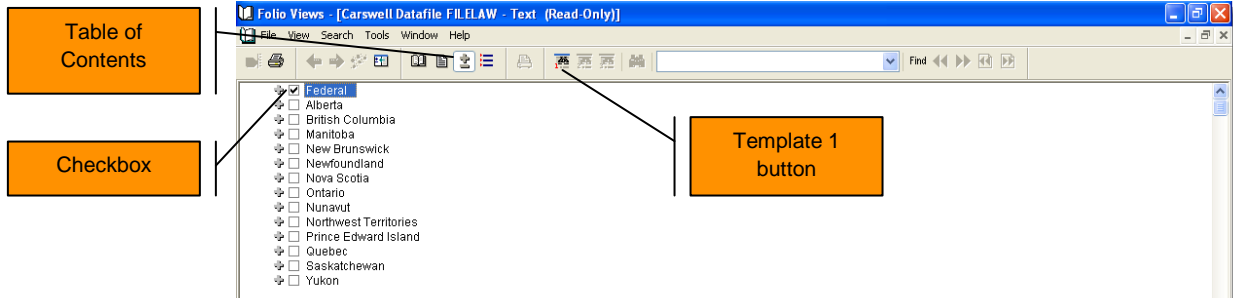 Table of
Contents
Checkbox
Folio Views - [Carswell Datafile FILELAW - Text (Read-Only)]
File View Search Tools Window Help
Find
Federal
Alberta
British Columbia
Manitoba
New Brunswick
Newfoundland
Nova Scotia
Ontario
Nunavut
Northwest Territories
Prince Edward Island
Quebec
Saskatchewan
Yukon
Template 1
button